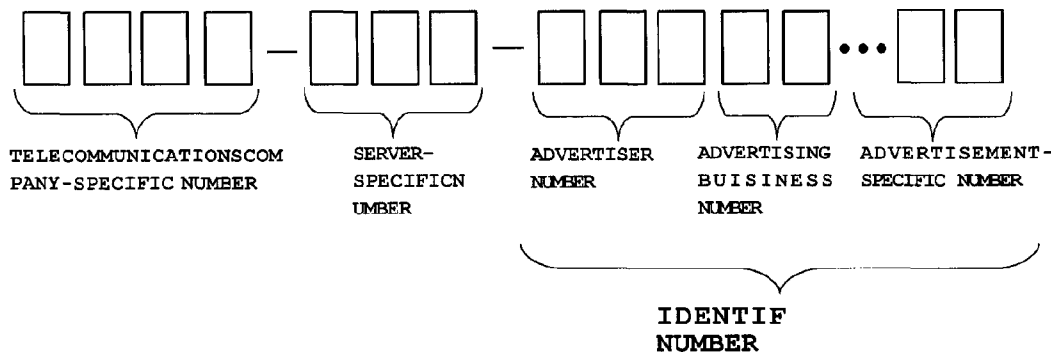 TELECOMMUNICATIONSCOM
PANY-SPECIFIC NUMBER
SERVER-
SPECIFICN
UMBER
ADVERTISER
NUMBER
ADVERTISING
BUISINESS
NUMBER
ADVERTISEMENT-
SPECIFIC NUMBER
IDENTIF
NUMBER